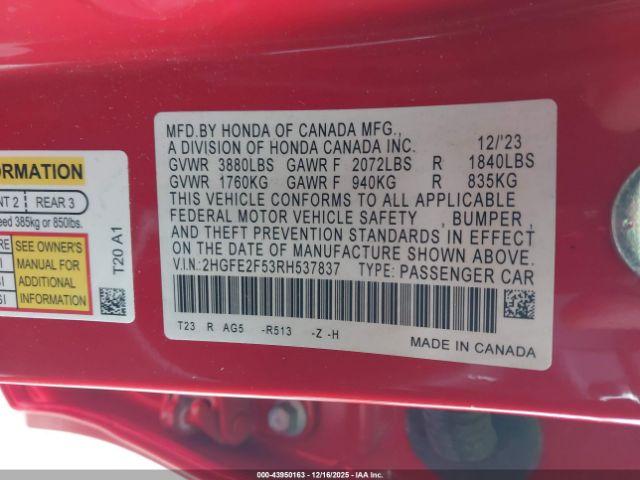 MFD.BY HONDA OF CANADA MFG.,
A DIVISION OF HONDA CANADA INC. 12/'23
GVWR 3880LBS GAWR F 2072LBS R 1840LBS
GVWR 1760KG GAWR F 940KG R 835KG
THIS VEHICLE CONFORMS TO ALL APPLICABLE
FEDERAL MOTOR VEHICLE SAFETY , BUMPER ,
AND THEFT PREVENTION STANDARDS IN EFFECT
ON THE DATE OF MANUFACTURE SHOWN ABOVE.
V.I.N.:2HGFE2F53RH537837 TYPE: PASSENGER CAR
T23 R AG5 -R513 -Z -H
MADE IN CANADA
2 REAR 3
385kg or 850lbs.
SEE OWNER'S
MANUAL FOR
ADDITIONAL
INFORMATION
T20 A1
000-43950163 - 12/16/2025 - IAAI, Inc.